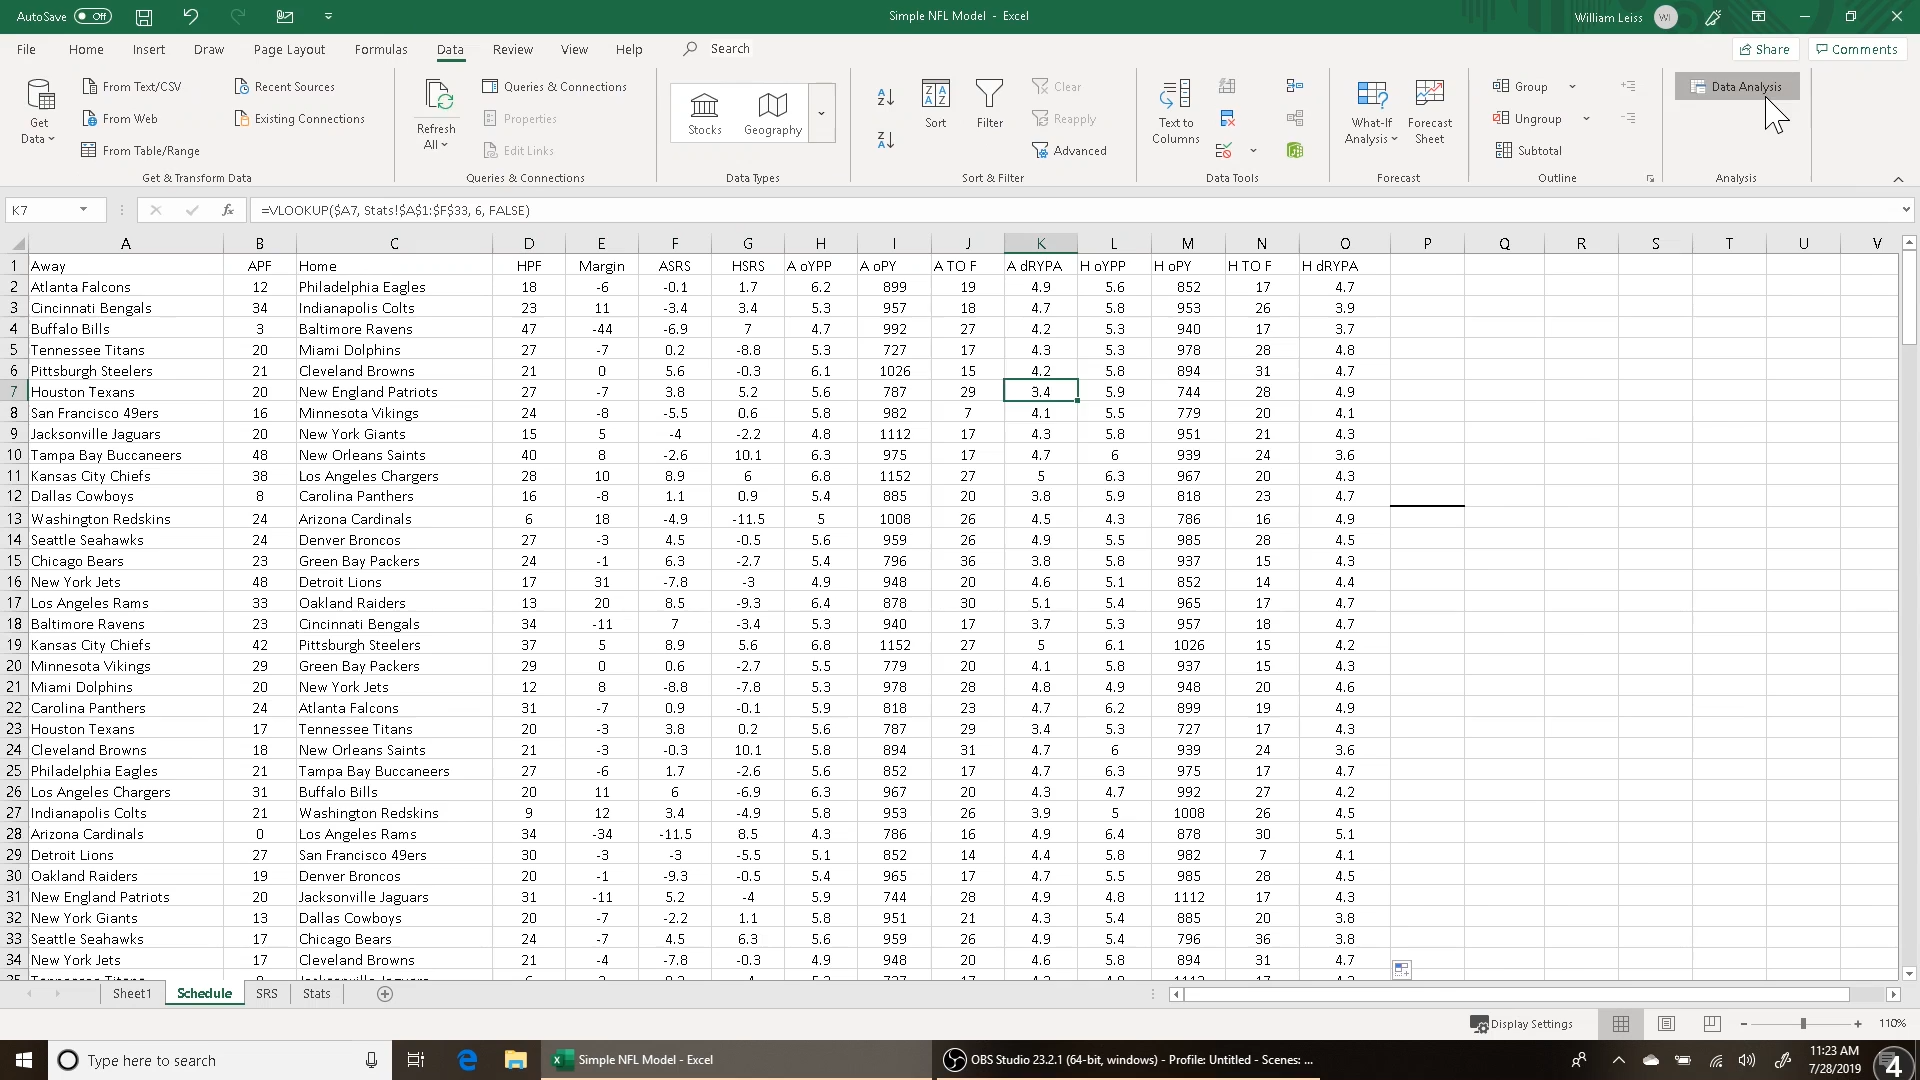 AutoSave Off Simple NFL Model - Excel William Leiss WI
File Home Insert Draw Page Layout Formulas Data Review View Help Search Share Comments
Get Data From Text/CSV From Web From Table/Range Recent Sources Existing Connections Get & Transform Data
Refresh All Queries & Connections Properties Edit Links Queries & Connections
Stocks Geography Data Types
Sort Filter Clear Reapply Advanced Sort & Filter
Text to Columns Data Tools
What-If Analysis Forecast Sheet Forecast
Group Ungroup Subtotal Outline
Data Analysis Analysis
K7 fx =VLOOKUP($A7, Stats!$A$1:$F$33, 6, FALSE)
A B C D E F G H I J K L M N O P Q R S T U V
1 Away APF Home HPF Margin ASRS HSRS A oYPP A oPY A TO F A dRYPA H oYPP H oPY H TO F H dRYPA
2 Atlanta Falcons 12 Philadelphia Eagles 18 -6 -0.1 1.7 6.2 899 19 4.9 5.6 852 17 4.7
3 Cincinnati Bengals 34 Indianapolis Colts 23 11 -3.4 3.4 5.3 957 18 4.7 5.8 953 26 3.9
4 Buffalo Bills 3 Baltimore Ravens 47 -44 -6.9 7 4.7 992 27 4.2 5.3 940 17 3.7
5 Tennessee Titans 20 Miami Dolphins 27 -7 0.2 -8.8 5.3 727 17 4.3 5.3 978 28 4.8
6 Pittsburgh Steelers 21 Cleveland Browns 21 0 5.6 -0.3 6.1 1026 15 4.2 5.8 894 31 4.7
7 Houston Texans 20 New England Patriots 27 -7 3.8 5.2 5.6 787 29 3.4 5.9 744 28 4.9
8 San Francisco 49ers 16 Minnesota Vikings 24 -8 -5.5 0.6 5.8 982 7 4.1 5.5 779 20 4.1
9 Jacksonville Jaguars 20 New York Giants 15 5 -4 -2.2 4.8 1112 17 4.3 5.8 951 21 4.3
10 Tampa Bay Buccaneers 48 New Orleans Saints 40 8 -2.6 10.1 6.3 975 17 4.7 6 939 24 3.6
11 Kansas City Chiefs 38 Los Angeles Chargers 28 10 8.9 6 6.8 1152 27 5 6.3 967 20 4.3
12 Dallas Cowboys 8 Carolina Panthers 16 -8 1.1 0.9 5.4 885 20 3.8 5.9 818 23 4.7
13 Washington Redskins 24 Arizona Cardinals 6 18 -4.9 -11.5 5 1008 26 4.5 4.3 786 16 4.9
14 Seattle Seahawks 24 Denver Broncos 27 -3 4.5 -0.5 5.6 959 26 4.9 5.5 985 28 4.5
15 Chicago Bears 23 Green Bay Packers 24 -1 6.3 -2.7 5.4 796 36 3.8 5.8 937 15 4.3
16 New York Jets 48 Detroit Lions 17 31 -7.8 -3 4.9 948 20 4.6 5.1 852 14 4.4
17 Los Angeles Rams 33 Oakland Raiders 13 20 8.5 -9.3 6.4 878 30 5.1 5.4 965 17 4.7
18 Baltimore Ravens 23 Cincinnati Bengals 34 -11 7 -3.4 5.3 940 17 3.7 5.3 957 18 4.7
19 Kansas City Chiefs 42 Pittsburgh Steelers 37 5 8.9 5.6 6.8 1152 27 5 6.1 1026 15 4.2
20 Minnesota Vikings 29 Green Bay Packers 29 0 0.6 -2.7 5.5 779 20 4.1 5.8 937 15 4.3
21 Miami Dolphins 20 New York Jets 12 8 -8.8 -7.8 5.3 978 28 4.8 4.9 948 20 4.6
22 Carolina Panthers 24 Atlanta Falcons 31 -7 0.9 -0.1 5.9 818 23 4.7 6.2 899 19 4.9
23 Houston Texans 17 Tennessee Titans 20 -3 3.8 0.2 5.6 787 29 3.4 5.3 727 17 4.3
24 Cleveland Browns 18 New Orleans Saints 21 -3 -0.3 10.1 5.8 894 31 4.7 6 939 24 3.6
25 Philadelphia Eagles 21 Tampa Bay Buccaneers 27 -6 1.7 -2.6 5.6 852 17 4.7 6.3 975 17 4.7
26 Los Angeles Chargers 31 Buffalo Bills 20 11 6 -6.9 6.3 967 20 4.3 4.7 992 27 4.2
27 Indianapolis Colts 21 Washington Redskins 9 12 3.4 -4.9 5.8 953 26 3.9 5 1008 26 4.5
28 Arizona Cardinals 0 Los Angeles Rams 34 -34 -11.5 8.5 4.3 786 16 4.9 6.4 878 30 5.1
29 Detroit Lions 27 San Francisco 49ers 30 -3 -3 -5.5 5.1 852 14 4.4 5.8 982 7 4.1
30 Oakland Raiders 19 Denver Broncos 20 -1 -9.3 -0.5 5.4 965 17 4.7 5.5 985 28 4.5
31 New England Patriots 20 Jacksonville Jaguars 31 -11 5.2 -4 5.9 744 28 4.9 4.8 1112 17 4.3
32 New York Giants 13 Dallas Cowboys 20 -7 -2.2 1.1 5.8 951 21 4.3 5.4 885 20 3.8
33 Seattle Seahawks 17 Chicago Bears 24 -7 4.5 6.3 5.6 959 26 4.9 5.4 796 36 3.8
34 New York Jets 17 Cleveland Browns 21 -4 -7.8 -0.3 4.9 948 20 4.6 5.8 894 31 4.7
Sheet1 Schedule SRS Stats
Display Settings 110%
Type here to search Simple NFL Model - Excel OBS Studio 23.2.1 (64-bit, windows) - Profile: Untitled - Scenes: ... 11:23 AM
7/28/2019 4